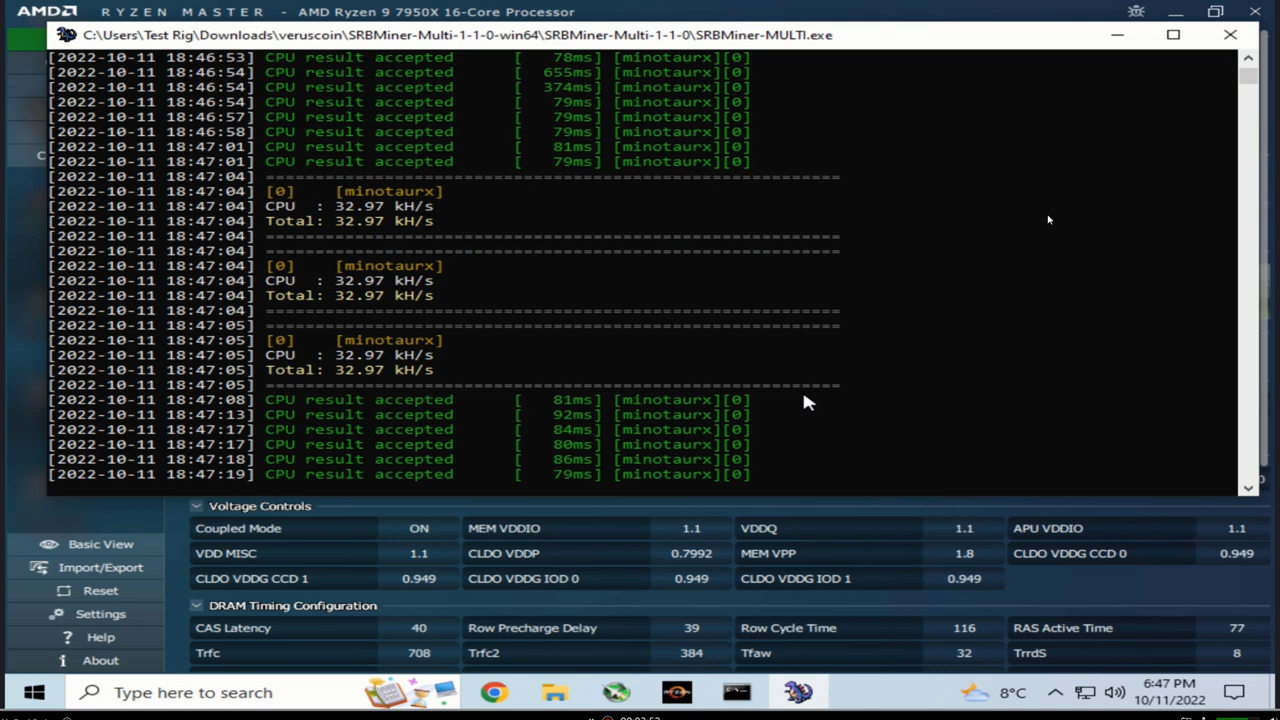 AMD RYZEN MASTER - AMD Ryzen 9 7950X 16-Core Processor
C:\Users\Test Rig\Downloads\veruscoin\SRBMiner-Multi-1-1-0-win64\SRBMiner-Multi-1-1-0\SRBMiner-MULTI.exe
[2022-10-11 18:46:53] CPU result accepted [ 78ms] [minotaurx][0]
[2022-10-11 18:46:54] CPU result accepted [ 655ms] [minotaurx][0]
[2022-10-11 18:46:54] CPU result accepted [ 374ms] [minotaurx][0]
[2022-10-11 18:46:54] CPU result accepted [ 79ms] [minotaurx][0]
[2022-10-11 18:46:57] CPU result accepted [ 79ms] [minotaurx][0]
[2022-10-11 18:46:58] CPU result accepted [ 79ms] [minotaurx][0]
[2022-10-11 18:47:01] CPU result accepted [ 81ms] [minotaurx][0]
[2022-10-11 18:47:01] CPU result accepted [ 79ms] [minotaurx][0]
[2022-10-11 18:47:04] ==========================================================
[2022-10-11 18:47:04] [0] [minotaurx]
[2022-10-11 18:47:04] CPU : 32.97 kH/s
[2022-10-11 18:47:04] Total: 32.97 kH/s
[2022-10-11 18:47:04] ==========================================================
[2022-10-11 18:47:04] ==========================================================
[2022-10-11 18:47:04] [0] [minotaurx]
[2022-10-11 18:47:04] CPU : 32.97 kH/s
[2022-10-11 18:47:04] Total: 32.97 kH/s
[2022-10-11 18:47:04] ==========================================================
[2022-10-11 18:47:05] ==========================================================
[2022-10-11 18:47:05] [0] [minotaurx]
[2022-10-11 18:47:05] CPU : 32.97 kH/s
[2022-10-11 18:47:05] Total: 32.97 kH/s
[2022-10-11 18:47:05] ==========================================================
[2022-10-11 18:47:08] CPU result accepted [ 81ms] [minotaurx][0]
[2022-10-11 18:47:13] CPU result accepted [ 92ms] [minotaurx][0]
[2022-10-11 18:47:17] CPU result accepted [ 84ms] [minotaurx][0]
[2022-10-11 18:47:17] CPU result accepted [ 80ms] [minotaurx][0]
[2022-10-11 18:47:18] CPU result accepted [ 86ms] [minotaurx][0]
[2022-10-11 18:47:19] CPU result accepted [ 79ms] [minotaurx][0]
Voltage Controls
Coupled Mode ON MEM VDDIO 1.1 VDDQ 1.1 APU VDDIO 1.1
VDD MISC 1.1 CLDO VDDP 0.7992 MEM VPP 1.8 CLDO VDDG CCD 0 0.949
CLDO VDDG CCD 1 0.949 CLDO VDDG IOD 0 0.949 CLDO VDDG IOD 1 0.949
DRAM Timing Configuration
CAS Latency 40 Row Precharge Delay 39 Row Cycle Time 116 RAS Active Time 77
Trfc 708 Trfc2 384 Tfaw 32 TrrdS 8
Basic View
Import/Export
Reset
Settings
Help
About
Type here to search
8°C
6:47 PM
10/11/2022